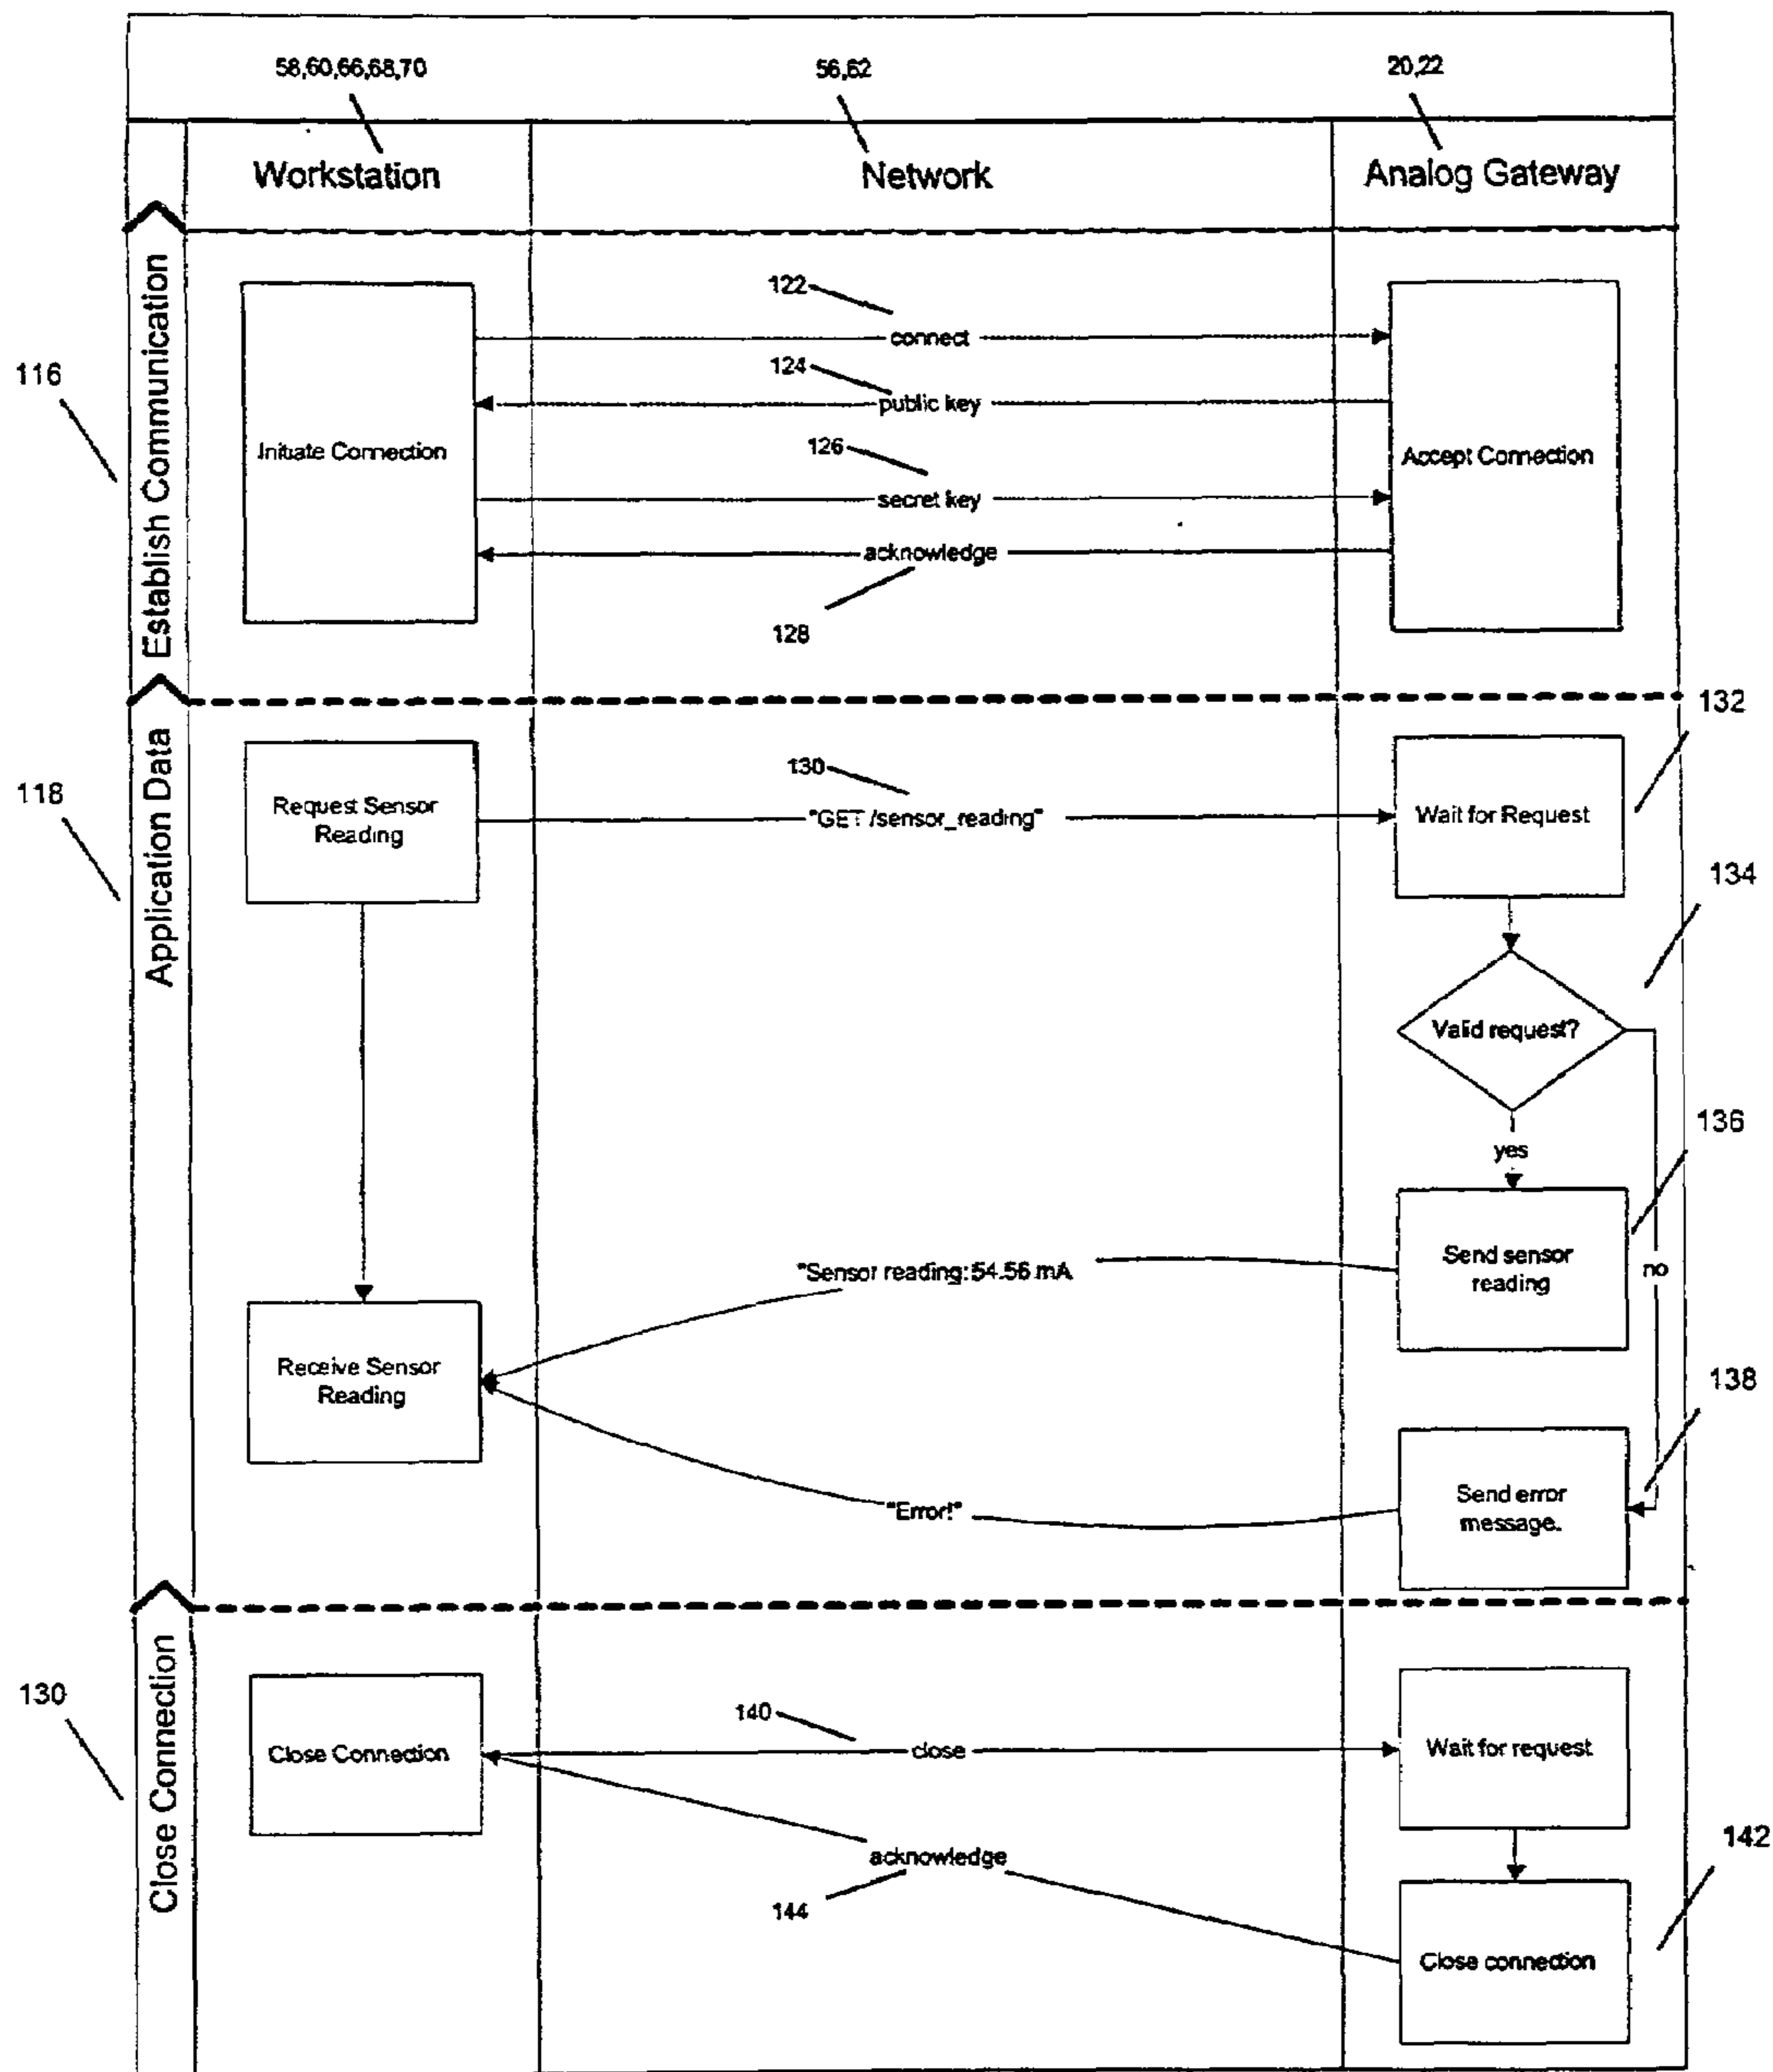 58,60,66,68,70
56,62
20,22
Workstation
Network
Analog Gateway
116
Establish Communication
122
connect
124
public key
Initiate Connection
126
Accept Connection
secret key
acknowledge
128
132
118
Application Data
Request Sensor
Reading
130
"GET /sensor_reading"
Wait for Request
134
Valid request?
136
yes
"Sensor reading: 54.56 mA
Send sensor
reading
no
Receive Sensor
Reading
138
"Error!"
Send error
message.
130
Close Connection
Close Connection
140
close
Wait for request
142
acknowledge
144
Close connection